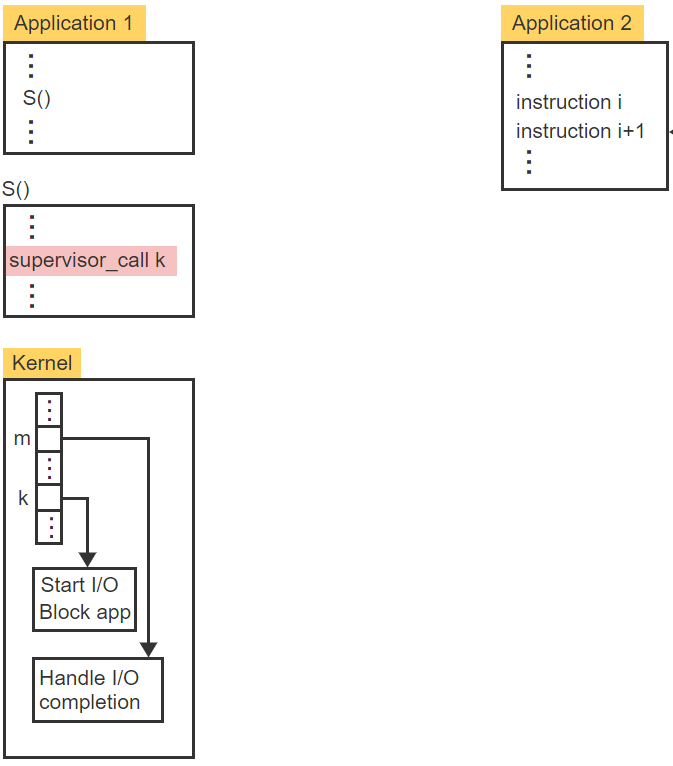 Application 1
S()
Application 2
instruction i
instruction i+1
S()
supervisor_call k
Kernel
m
k
Start I/O
Block app
Handle I/O
completion